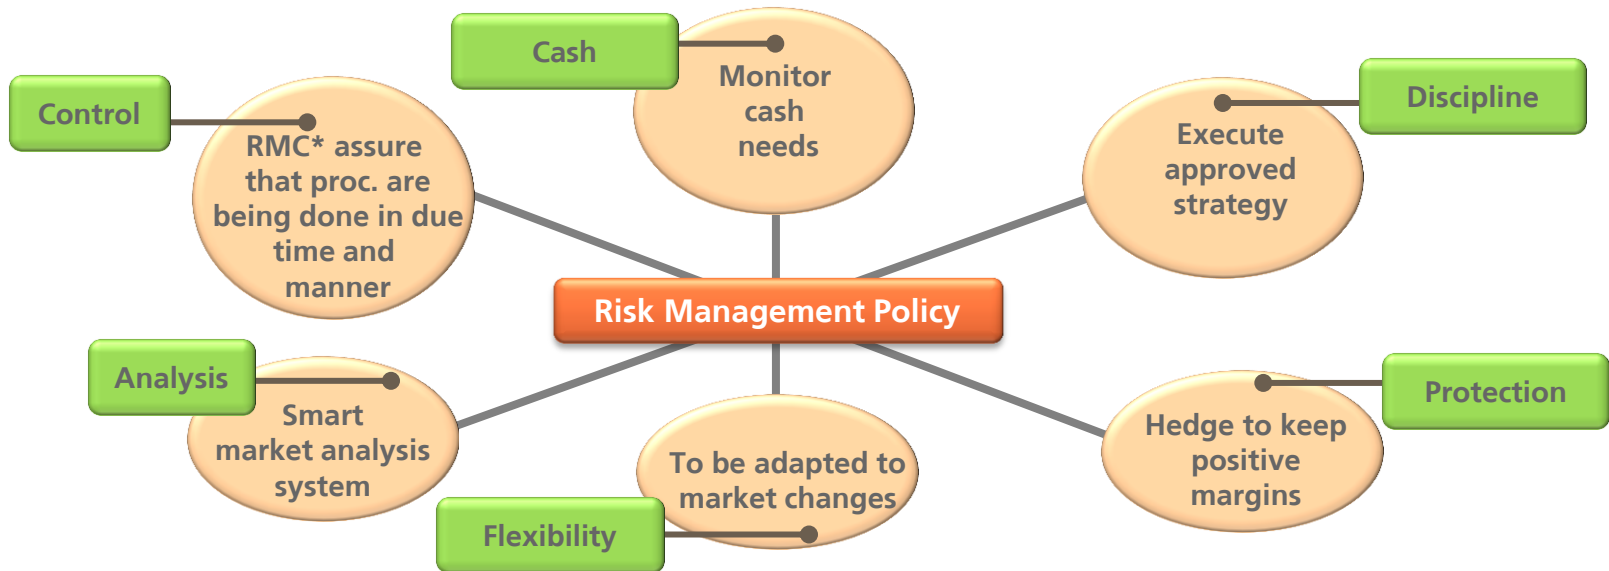 Cash
Monitor
cash
needs
Discipline
Execute
approved
strategy
Control
RMC* assure
that proc. are
being done in due
time and
manner
Risk Management Policy
Analysis
Smart
market analysis
system
To be adapted to
market changes
Flexibility
Protection
Hedge to keep
positive
margins